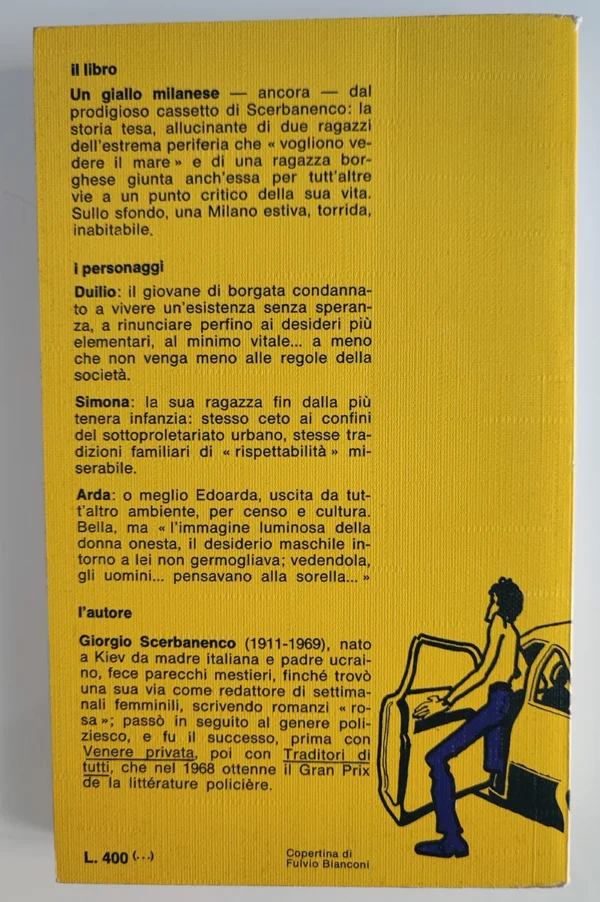 il libro
Un giallo milanese — ancora — dal
prodigioso cassetto di Scerbanenco: la
storia tesa, allucinante di due ragazzi
dell'estrema periferia che « vogliono ve-
dere il mare » e di una ragazza bor-
ghese giunta anch'essa per tutt'altre
vie a un punto critico della sua vita.
Sullo sfondo, una Milano estiva, torrida,
inabitabile.
i personaggi
Duilio: il giovane di borgata condanna-
to a vivere un'esistenza senza speran-
za, a rinunciare perfino ai desideri più
elementari, al minimo vitale... a meno
che non venga meno alle regole della
società.
Simona: la sua ragazza fin dalla più
tenera infanzia: stesso ceto ai confini
del sottoproletariato urbano, stesse tra-
dizioni familiari di « rispettabilità » mi-
serabile.
Arda: o meglio Edoarda, uscita da tut-
t'altro ambiente, per censo e cultura.
Bella, ma « l'immagine luminosa della
donna onesta, il desiderio maschile in-
torno a lei non germogliava; vedendola,
gli uomini... pensavano alla sorella... »
l'autore
Giorgio Scerbanenco (1911-1969), nato
a Kiev da madre italiana e padre ucrai-
no, fece parecchi mestieri, finché trovò
una sua via come redattore di settima-
nali femminili, scrivendo romanzi « ro-
sa »; passò in seguito al genere poli-
ziesco, e fu il successo, prima con
Venere privata, poi con Traditori di
tutti, che nel 1968 ottenne il Gran Prix
de la littérature policière.
L. 400 (...)
Copertina di
Fulvio Bianconi